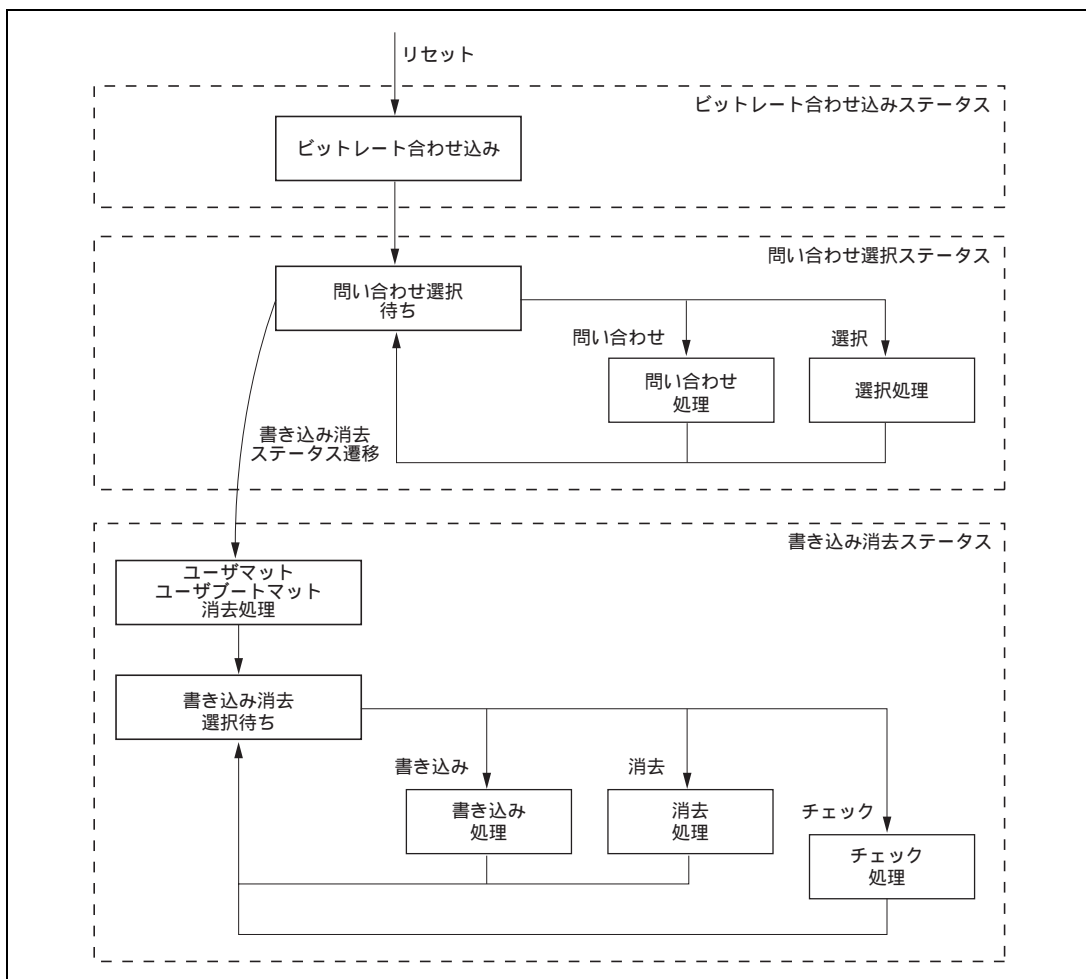 リセット
ビットレート合わせ込みステータス
ビットレート合わせ込み
問い合わせ選択ステータス
問い合わせ選択
待ち
問い合わせ
選択
問い合わせ
処理
選択処理
書き込み消去
ステータス遷移
書き込み消去ステータス
ユーザマット
ユーザブートマット
消去処理
書き込み消去
選択待ち
書き込み
消去
チェック
書き込み
処理
消去
処理
チェック
処理